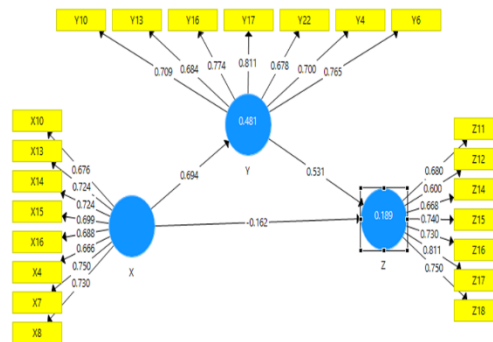 Y10 Y13 Y16 Y17 Y22 Y4 Y6
0.709 0.684 0.774 0.811 0.678 0.700 0.765
0.481
Y
X10
X13
X14
X15
X16
X4
X7
X8
0.676
0.724
0.724
0.699
0.688
0.666
0.750
0.730
X
0.694
0.531
-0.162
0.189
Z
0.680
0.600
0.668
0.740
0.730
0.811
0.750
Z11
Z12
Z14
Z15
Z16
Z17
Z18